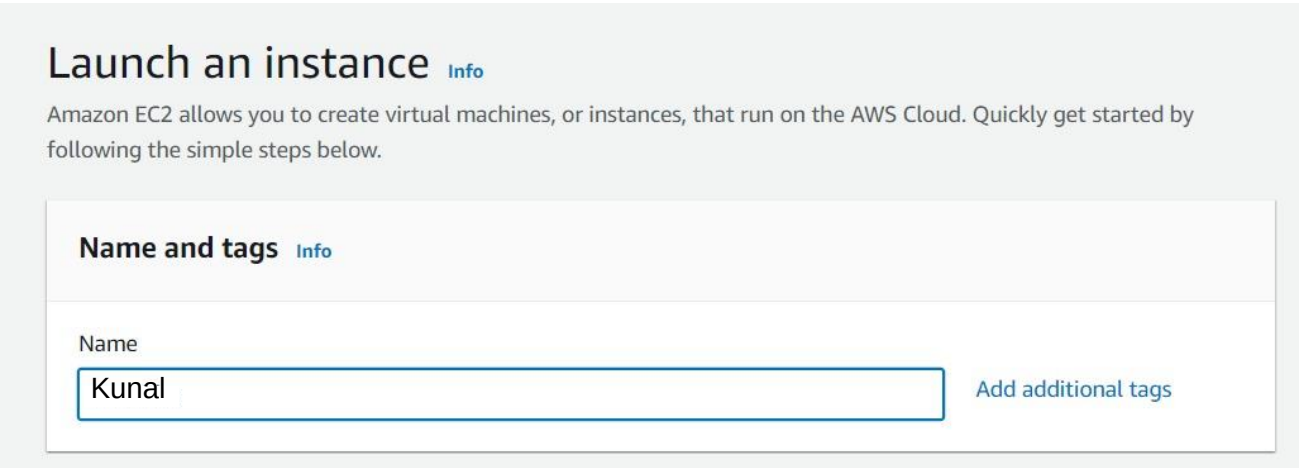 Launch an instance Info
Amazon EC2 allows you to create virtual machines, or instances, that run on the AWS Cloud. Quickly get started by
following the simple steps below.
Name and tags Info
Name
Kunal
Add additional tags